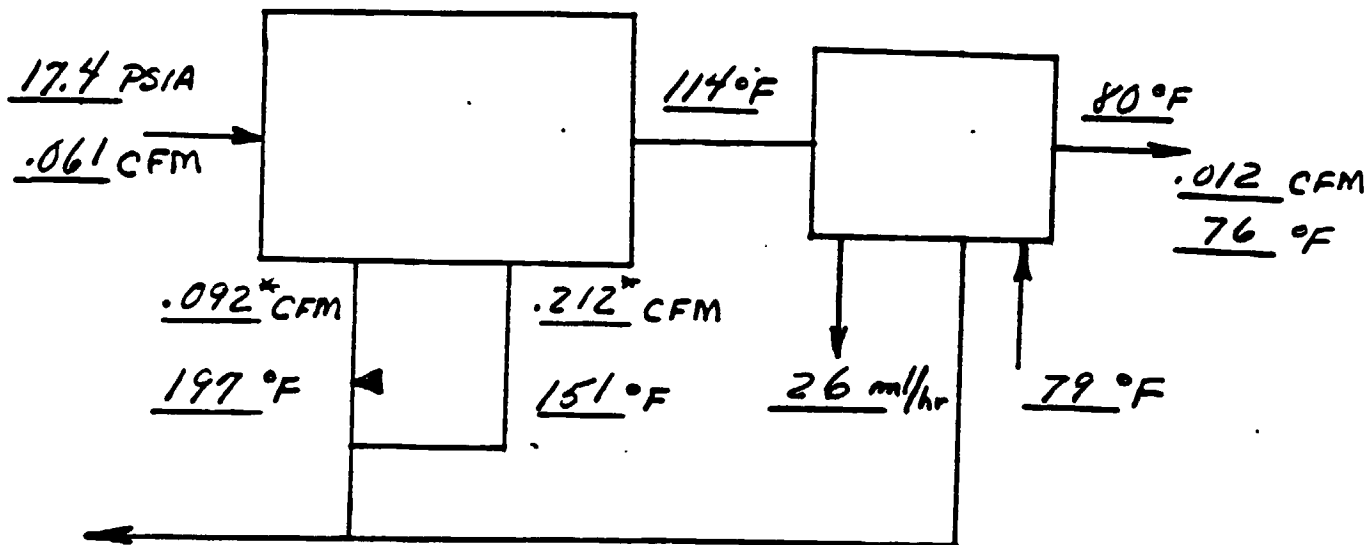 17.4 PSIA
.061 CFM
114°F
80°F
.012 CFM
76 °F
.092* CFM
.212* CFM
197 °F
151 °F
26 ml/hr
79 °F